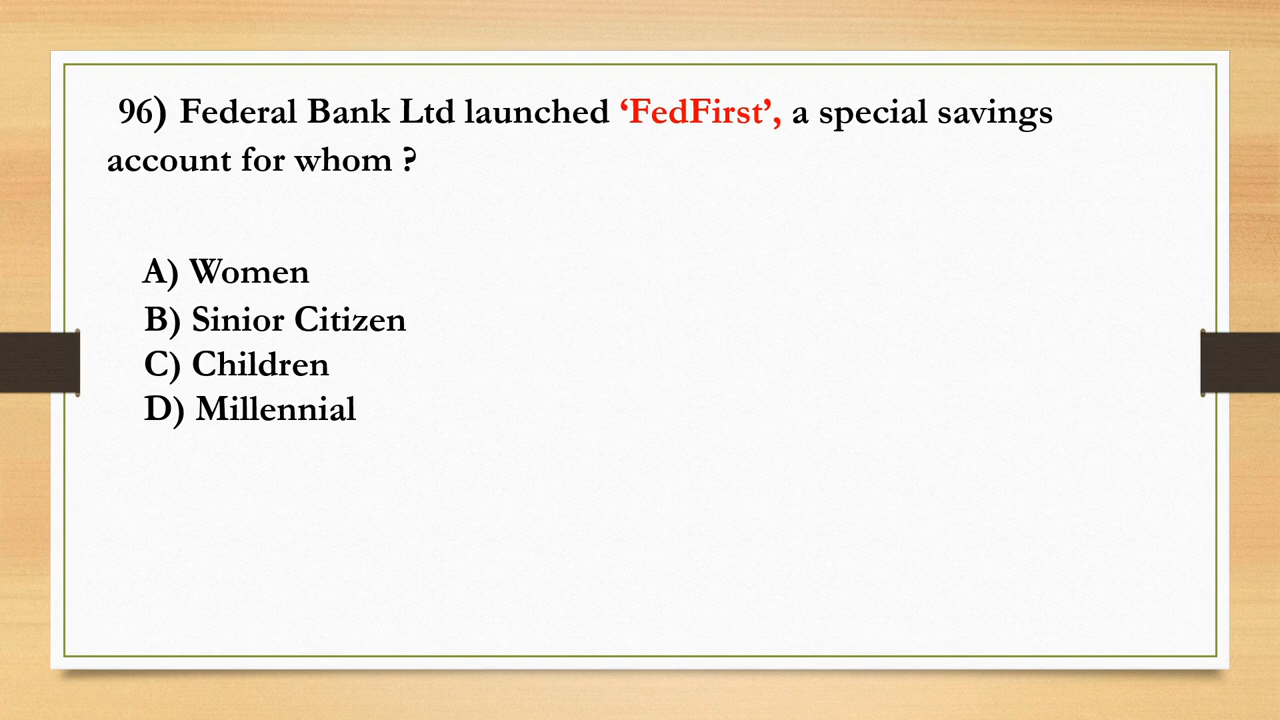 96) Federal Bank Ltd launched ‘FedFirst’, a special savings
account for whom ?
A) Women
B) Sinior Citizen
C) Children
D) Millennial